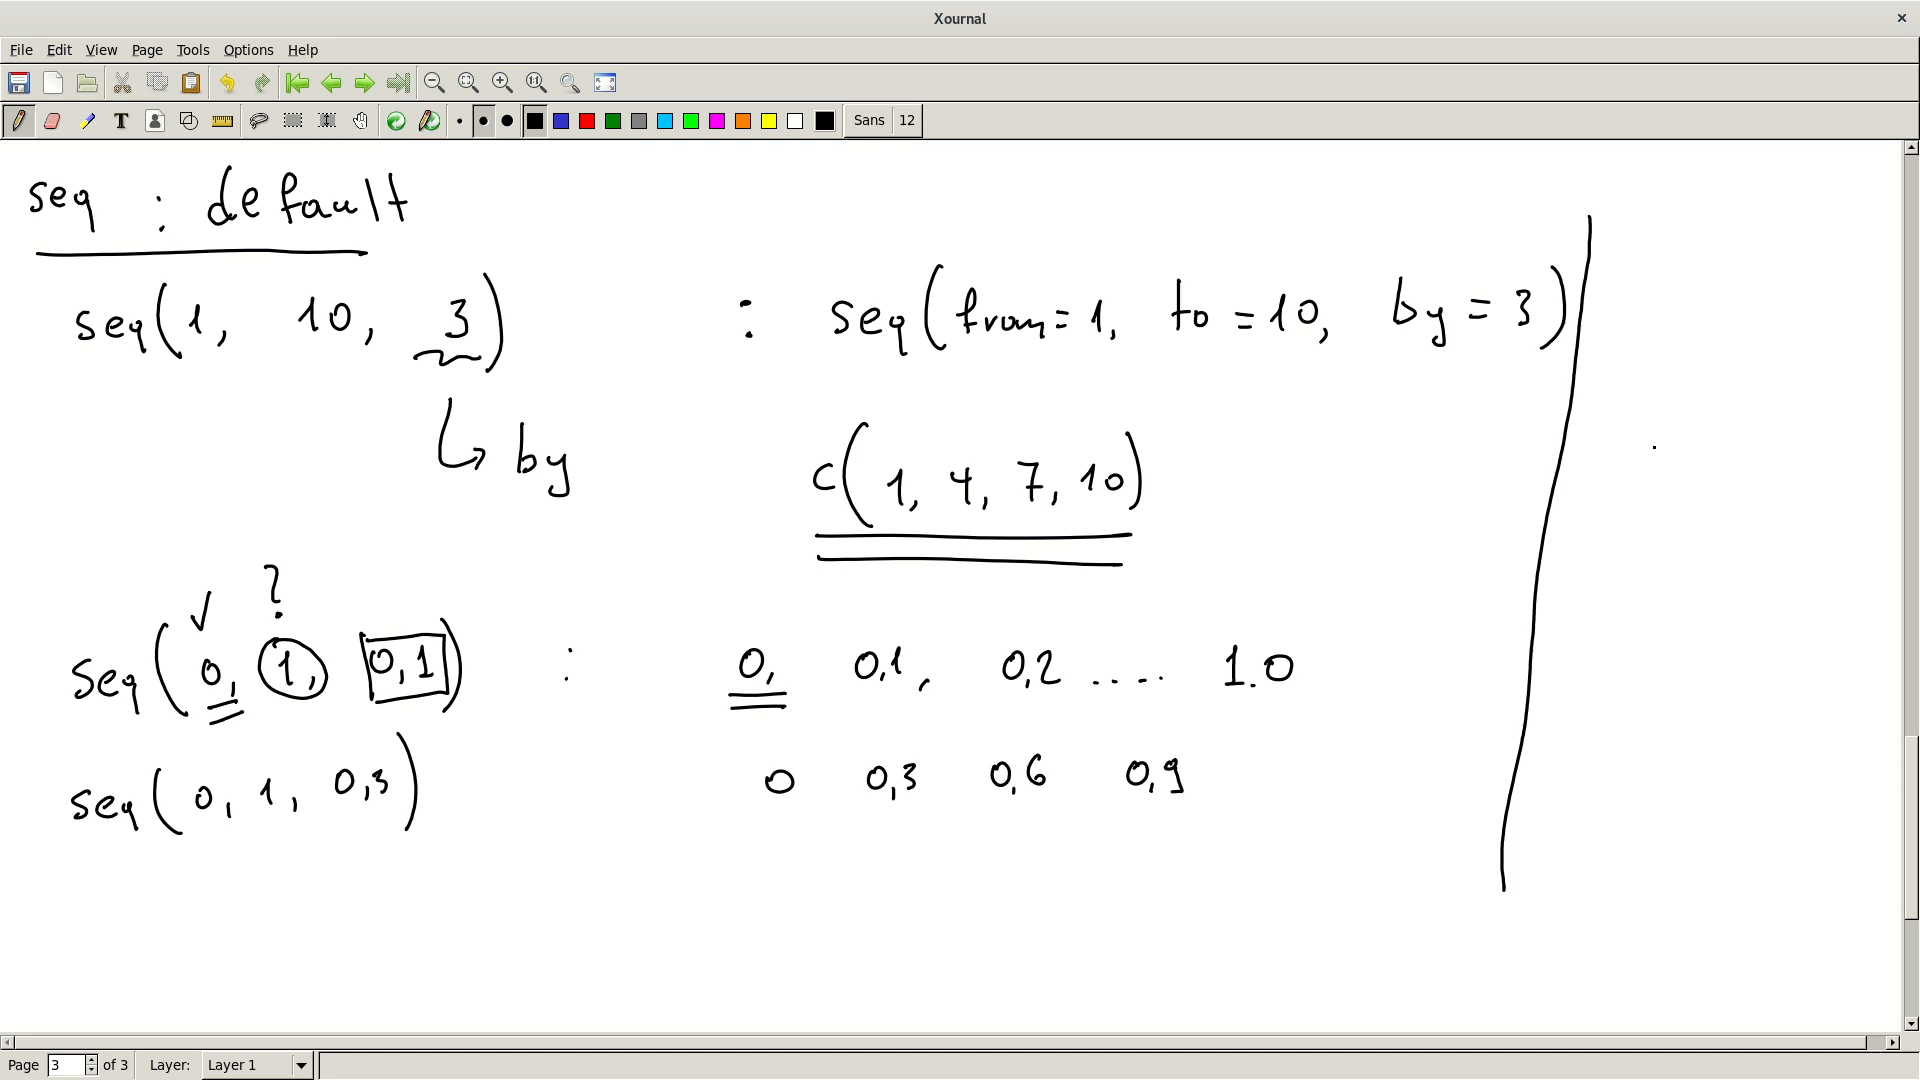 Xournal
File Edit View Page Tools Options Help
Sans 12
seq : default
seq(1, 10, 3) : seq(from=1, to=10, by=3)
by
c(1, 4, 7, 10)
✓ ?
seq(0, 1, 0,1) : 0, 0,1, 0,2 .... 1.0
seq(0, 1, 0,3) 0 0,3 0,6 0,9
Page 3 of 3 Layer: Layer 1